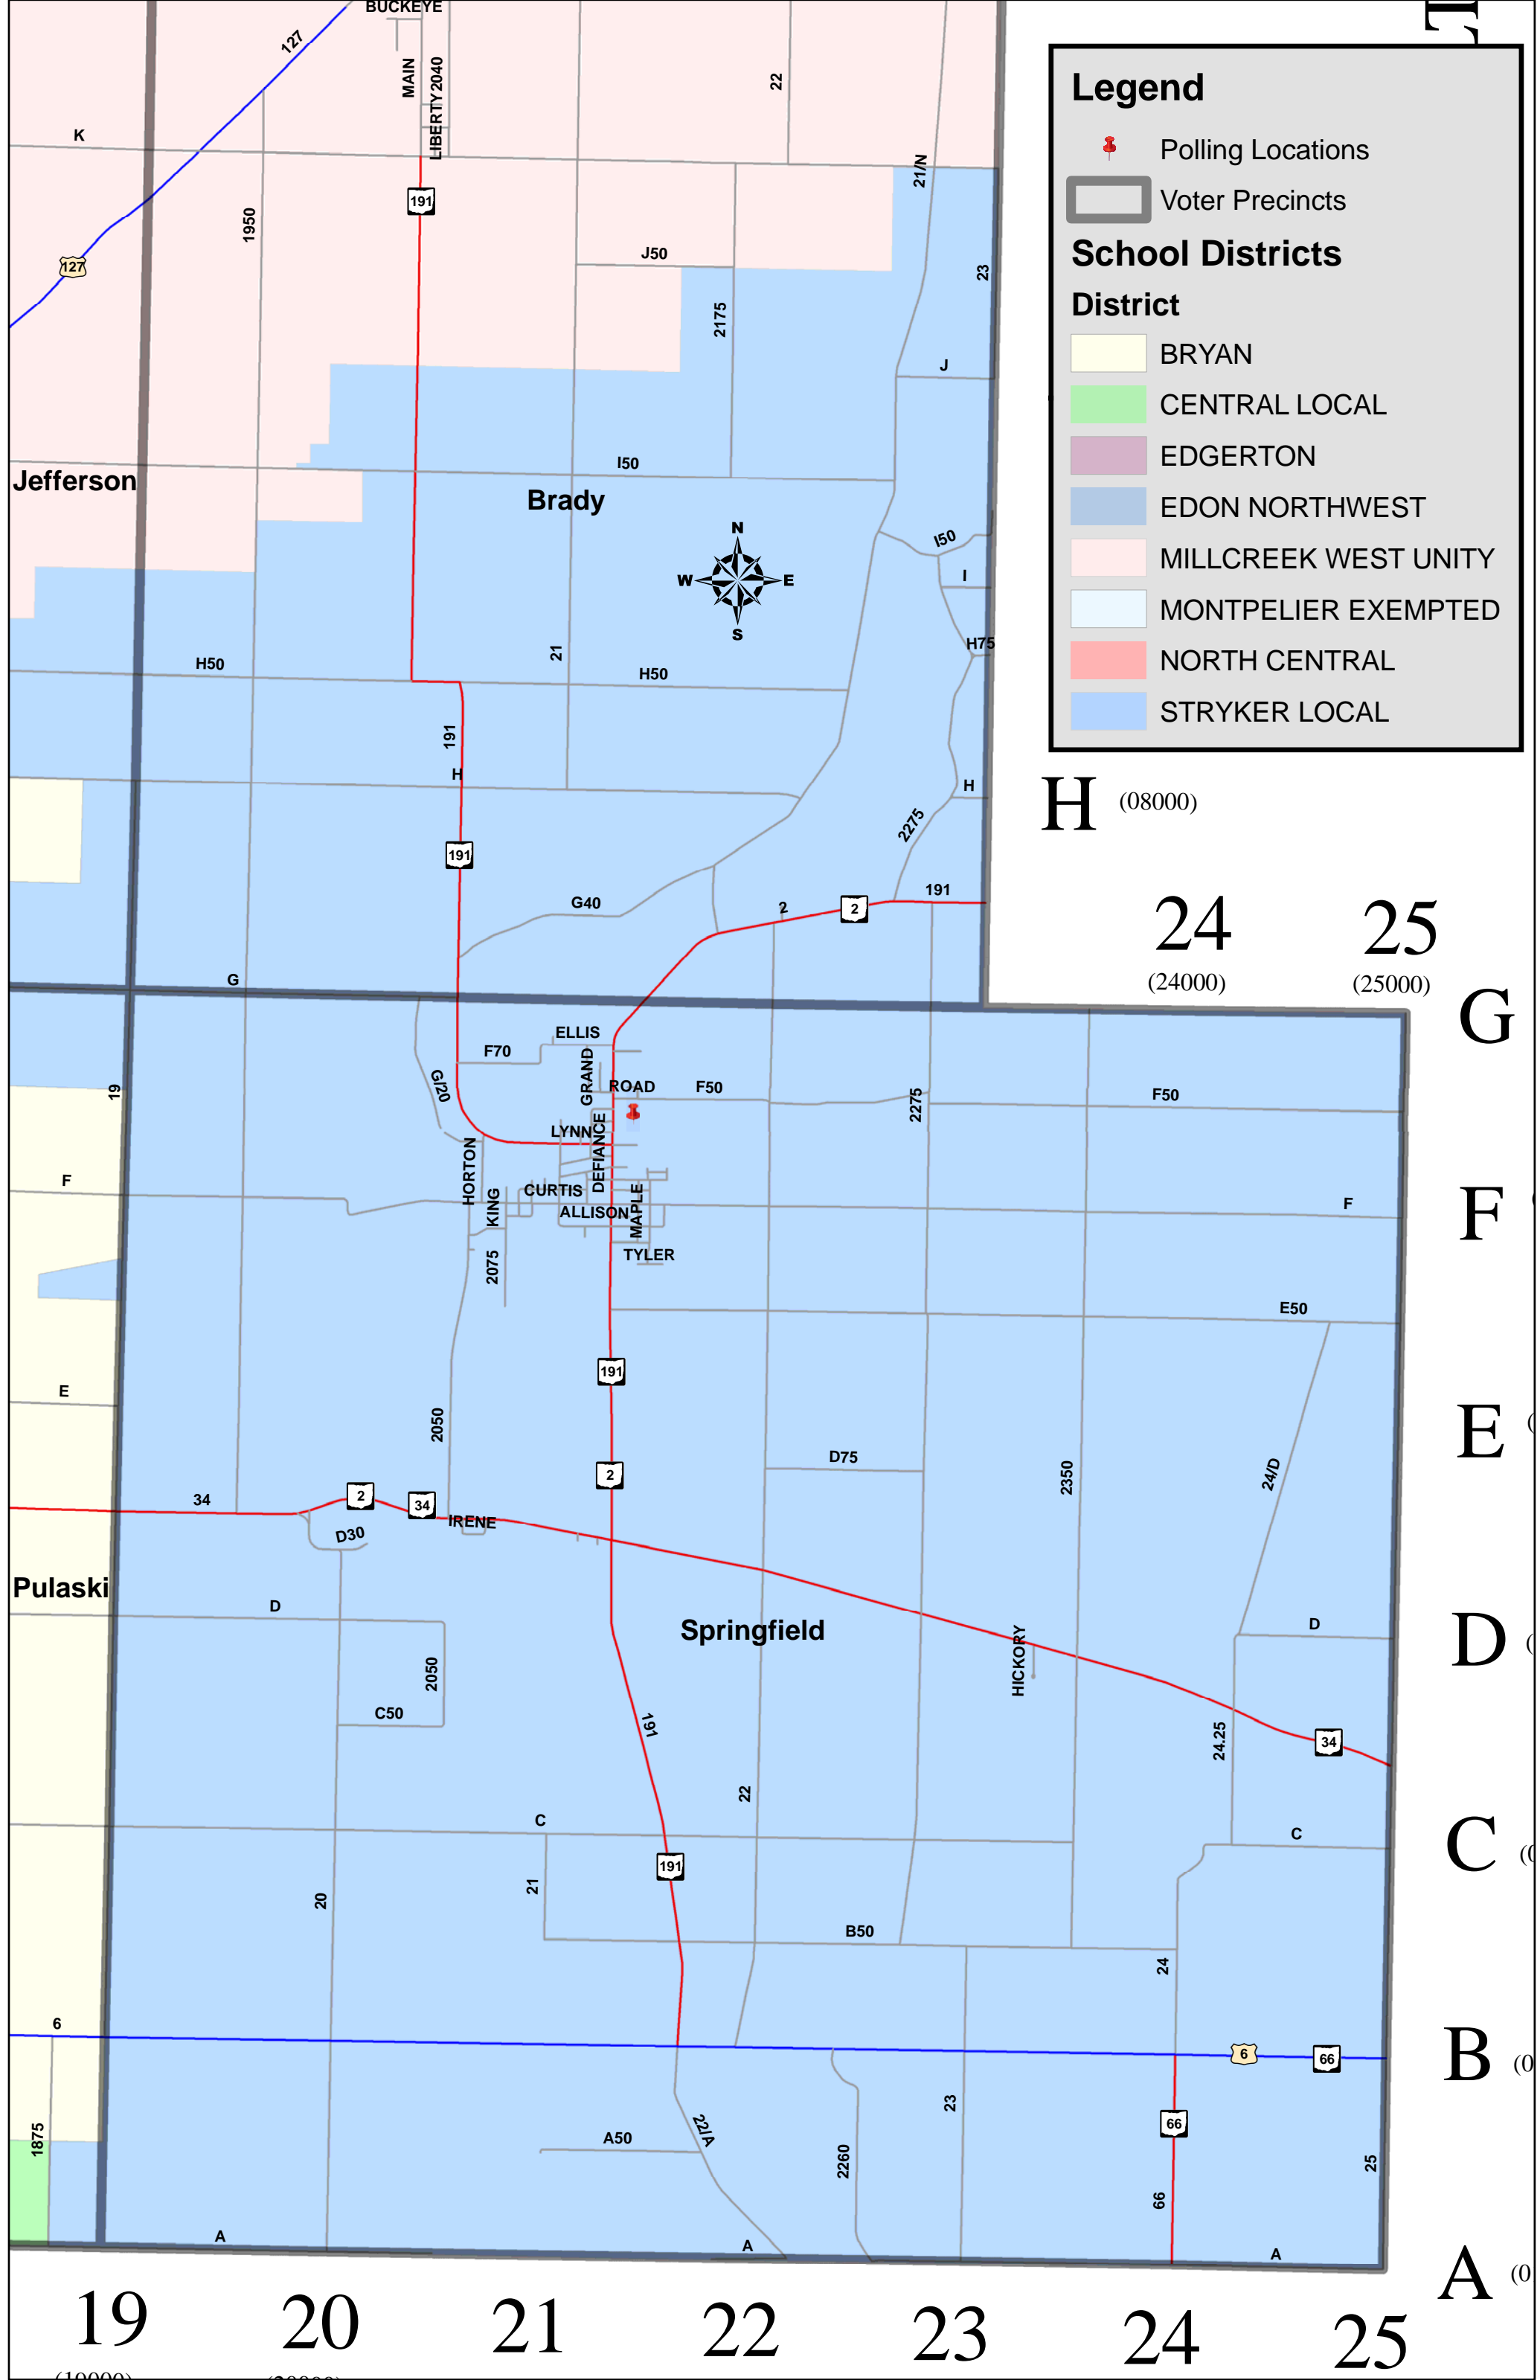 BUCKEYE
127
MAIN
LIBERTY 2040
22
L
K
21/N
191
1950
127
J50
23
2175
J
Jefferson
I50
Brady
N
W E
S
I50
I
H75
21
H50
H50
191
H
H
2275
191
G40
2
2
191
G
Legend
Polling Locations
Voter Precincts
School Districts
District
BRYAN
CENTRAL LOCAL
EDGERTON
EDON NORTHWEST
MILLCREEK WEST UNITY
MONTPELIER EXEMPTED
NORTH CENTRAL
STRYKER LOCAL
H (08000)
24 25
(24000) (25000)
G
ELLIS
F70
GRAND
G/20
19
ROAD
F50
2275
F50
LYNN
DEFIANCE
HORTON
F
KING
CURTIS
ALLISON
MAPLE
F
F
2075
TYLER
E50
191
E
2050
E
2
D75
2350
24/D
34
2
34
IRENE
D30
Pulaski
D
Springfield
HICKORY
D
D
2050
C50
191
24.25
34
22
C
C
C
191
20
21
B50
24
6
6
66
B
1875
22/A
A50
2260
23
66
66
25
A
A
A
A
19 20 21 22 23 24 25